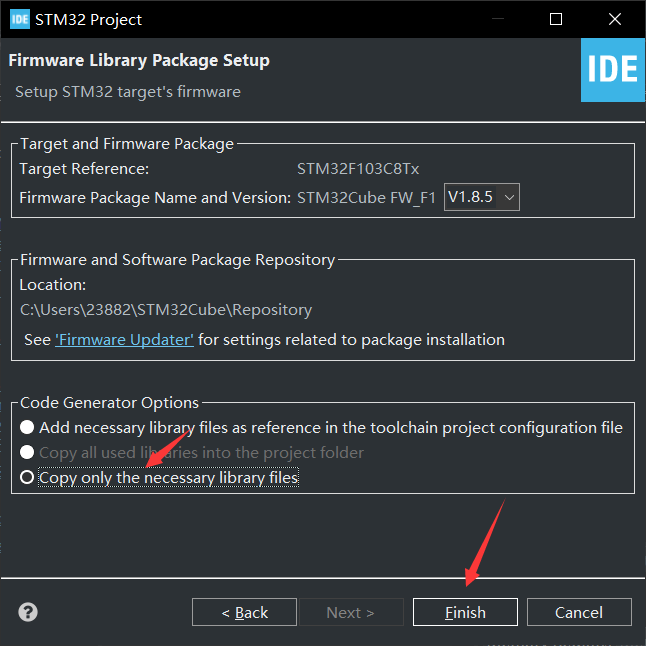 IDE STM32 Project
Firmware Library Package Setup
Setup STM32 target's firmware
IDE
Target and Firmware Package
Target Reference: STM32F103C8Tx
Firmware Package Name and Version: STM32Cube FW_F1 V1.8.5
Firmware and Software Package Repository
Location:
C:\Users\23882\STM32Cube\Repository
See 'Firmware Updater' for settings related to package installation
Code Generator Options
Add necessary library files as reference in the toolchain project configuration file
Copy all used libraries into the project folder
Copy only the necessary library files
? < Back Next > Finish Cancel